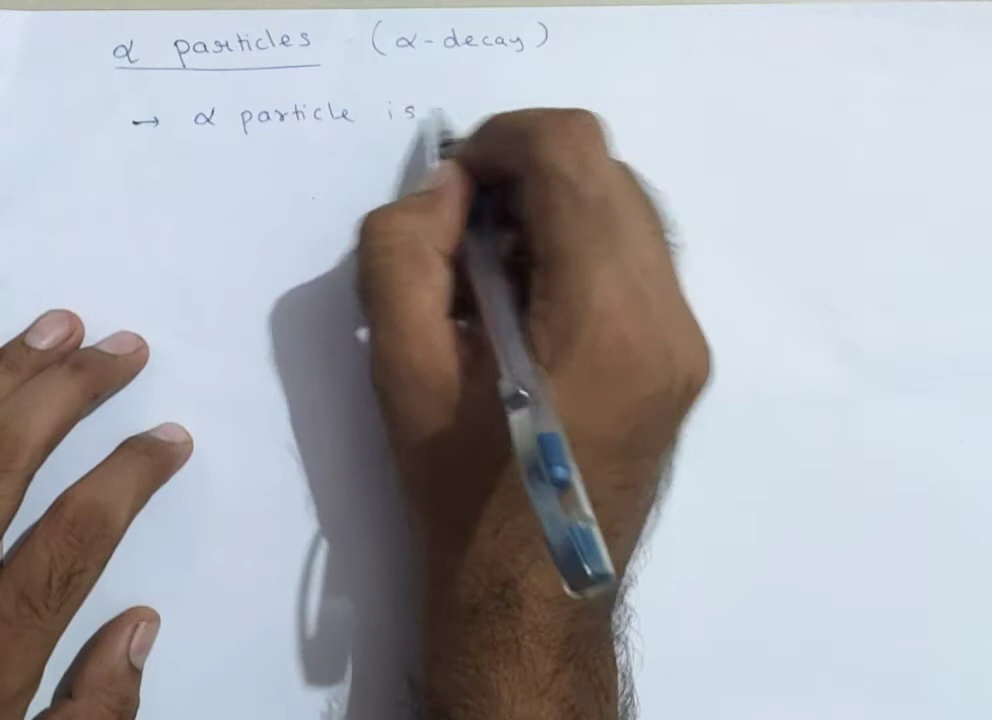 α particles (α-decay)
→ α particle is